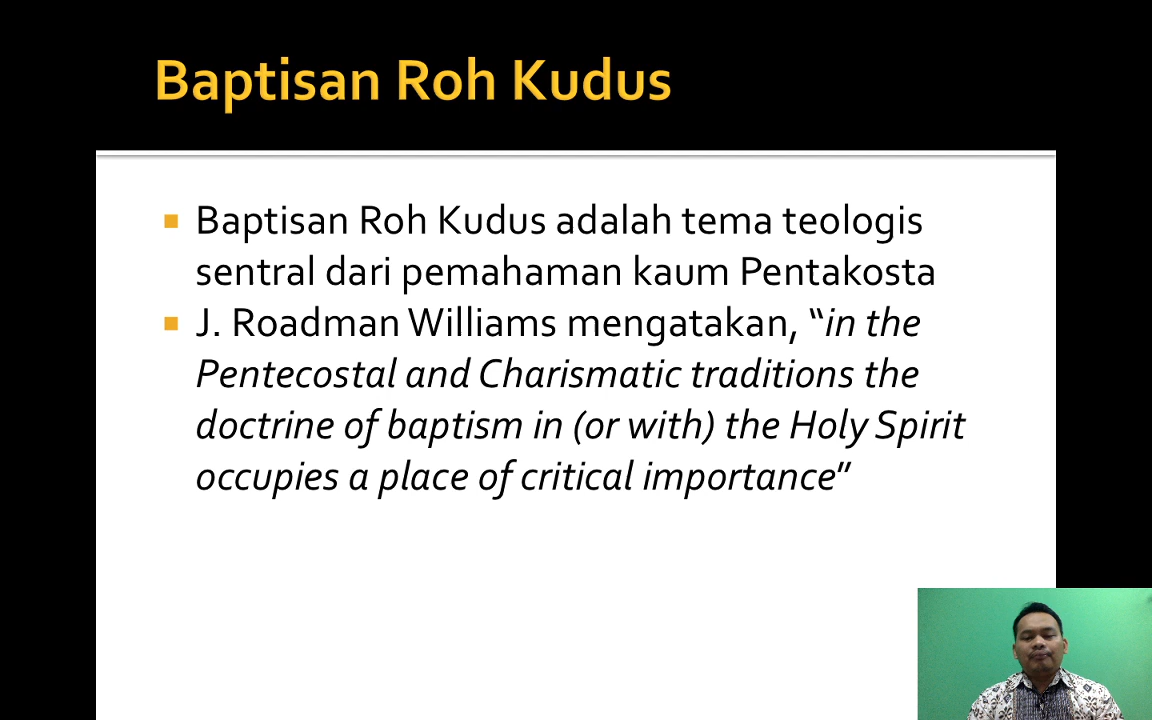 Baptisan Roh Kudus
Baptisan Roh Kudus adalah tema teologis
sentral dari pemahaman kaum Pentakosta
J. Roadman Williams mengatakan, “in the
Pentecostal and Charismatic traditions the
doctrine of baptism in (or with) the Holy Spirit
occupies a place of critical importance”